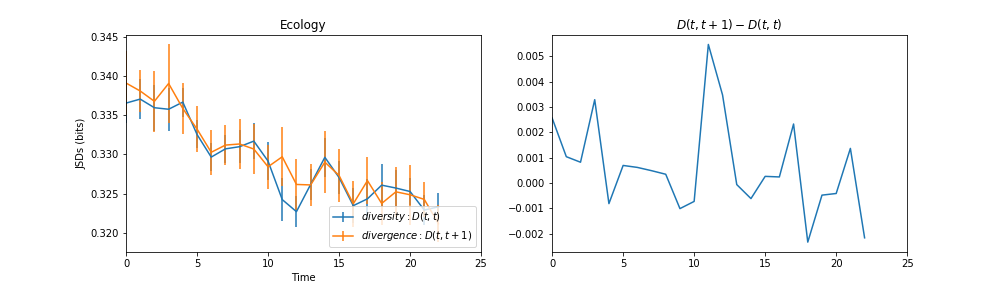 Ecology
0.345
0.340
0.335
0.330
0.325
0.320
JSDs (bits)
diversity : D(t, t)
divergence : D(t, t + 1)
0 5 10 15 20 25
Time
D(t, t + 1) − D(t, t)
0.005
0.004
0.003
0.002
0.001
0.000
−0.001
−0.002
0 5 10 15 20 25